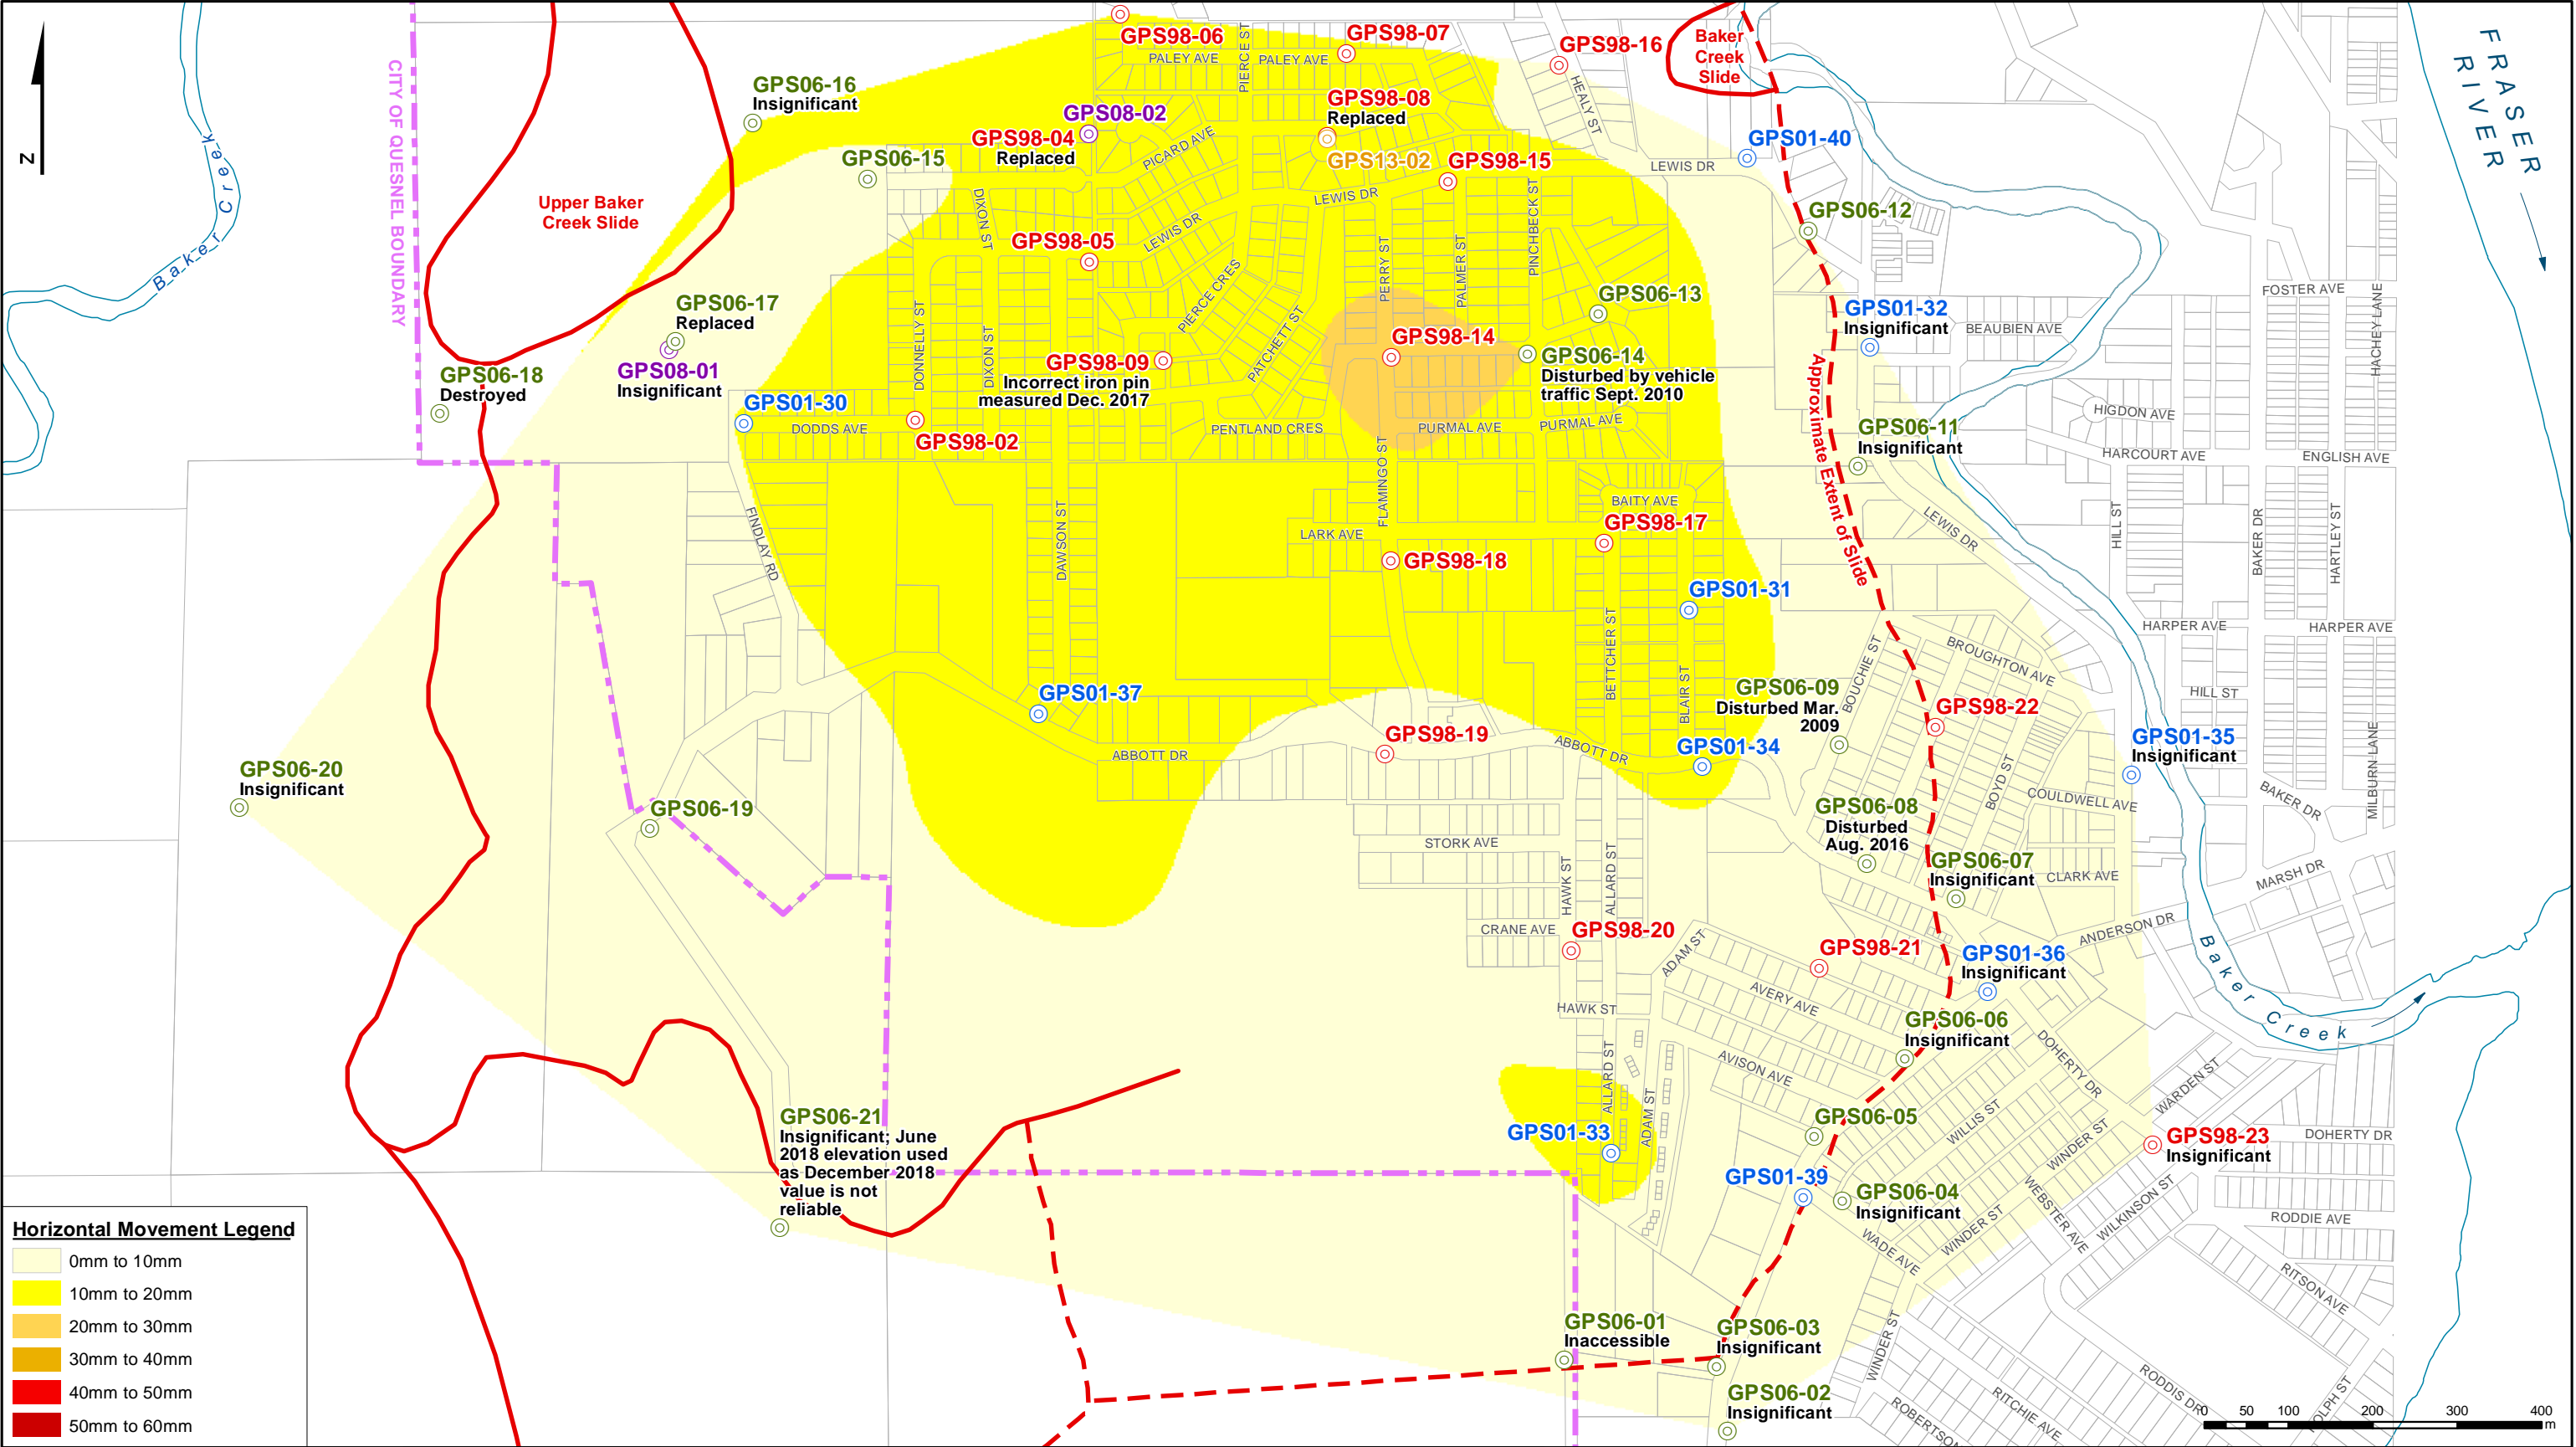 GPS98-06
GPS98-07
GPS98-16
Baker
Creek
Slide
FRASER
RIVER
PALEY AVE
PIERCE ST
PALEY AVE
HEALY ST
CITY OF QUESNEL BOUNDARY
GPS06-16
Insignificant
GPS08-02
GPS98-08
Replaced
GPS98-04
Replaced
PICARD AVE
GPS13-02
GPS98-15
GPS01-40
LEWIS DR
N
Baker Creek
GPS06-15
Upper Baker
Creek Slide
DIXON ST
LEWIS DR
LEWIS DR
PINCHBECK ST
GPS06-12
GPS98-05
PIERCE CRES
PERRY ST
PALMER ST
GPS06-13
FOSTER AVE
GPS06-17
Replaced
GPS08-01
Insignificant
GPS06-18
Destroyed
DONNELLY ST
DIXON ST
PATCHETT ST
GPS98-09
Incorrect iron pin
measured Dec. 2017
GPS98-14
GPS06-14
Disturbed by vehicle
traffic Sept. 2010
GPS01-32
Insignificant
BEAUBIEN AVE
HACHEY LANE
Approximate Extent of Slide
GPS01-30
DODDS AVE
GPS98-02
PENTLAND CRES
FLAMINGO ST
PURMAL AVE
PURMAL AVE
GPS06-11
Insignificant
HIGDON AVE
HARCOURT AVE
ENGLISH AVE
FINDLAY RD
DAWSON ST
LARK AVE
BAITY AVE
GPS98-17
GPS98-18
LEWIS DR
HILL ST
BAKER DR
HARTLEY ST
GPS01-31
BETTCHER ST
BLAIR ST
BOUCHIE ST
BROUGHTON AVE
HARPER AVE
HARPER AVE
GPS01-37
GPS06-09
Disturbed Mar.
2009
GPS98-22
HILL ST
ABBOTT DR
GPS98-19
ABBOTT DR
GPS01-34
GPS01-35
Insignificant
MILBURN LANE
GPS06-20
Insignificant
GPS06-19
BOYD ST
COULDWELL AVE
BAKER DR
GPS06-08
Disturbed
Aug. 2016
STORK AVE
GPS06-07
Insignificant
CLARK AVE
MARSH DR
HAWK ST
ALLARD ST
CRANE AVE
GPS98-20
ADAM ST
GPS98-21
ANDERSON DR
GPS01-36
Insignificant
Baker Creek
AVERY AVE
HAWK ST
GPS06-06
Insignificant
DOHERTY DR
AVISON AVE
ALLARD ST
ADAM ST
WARDEN ST
GPS06-21
Insignificant; June
2018 elevation used
as December 2018
value is not
reliable
GPS01-33
GPS06-05
WILLIS ST
WINDER ST
GPS98-23
Insignificant
DOHERTY DR
GPS01-39
GPS06-04
Insignificant
WEBSTER AVE
WILKINSON ST
WADE AVE
WINDER ST
RODDIE AVE
RITSON AVE
Horizontal Movement Legend
0mm to 10mm
10mm to 20mm
20mm to 30mm
30mm to 40mm
40mm to 50mm
50mm to 60mm
GPS06-01
Inaccessible
GPS06-03
Insignificant
WINDER ST
GPS06-02
Insignificant
RITCHIE AVE
RODDIS DR
0 50 100 200 300 400
m